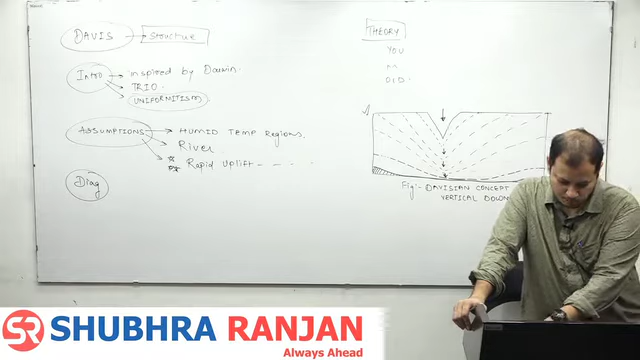 DAVIS → Structure
Intro → inspired by Darwin.
TRIO.
UNIFORMITISM
ASSUMPTIONS → HUMID TEMP Regions.
River
Rapid Uplift - - - -
Diag
THEORY
YOU
M
OLD.
Fig:- DAVISIAN CONCEPT
VERTICAL DOWN
SR SHUBHRA RANJAN
Always Ahead